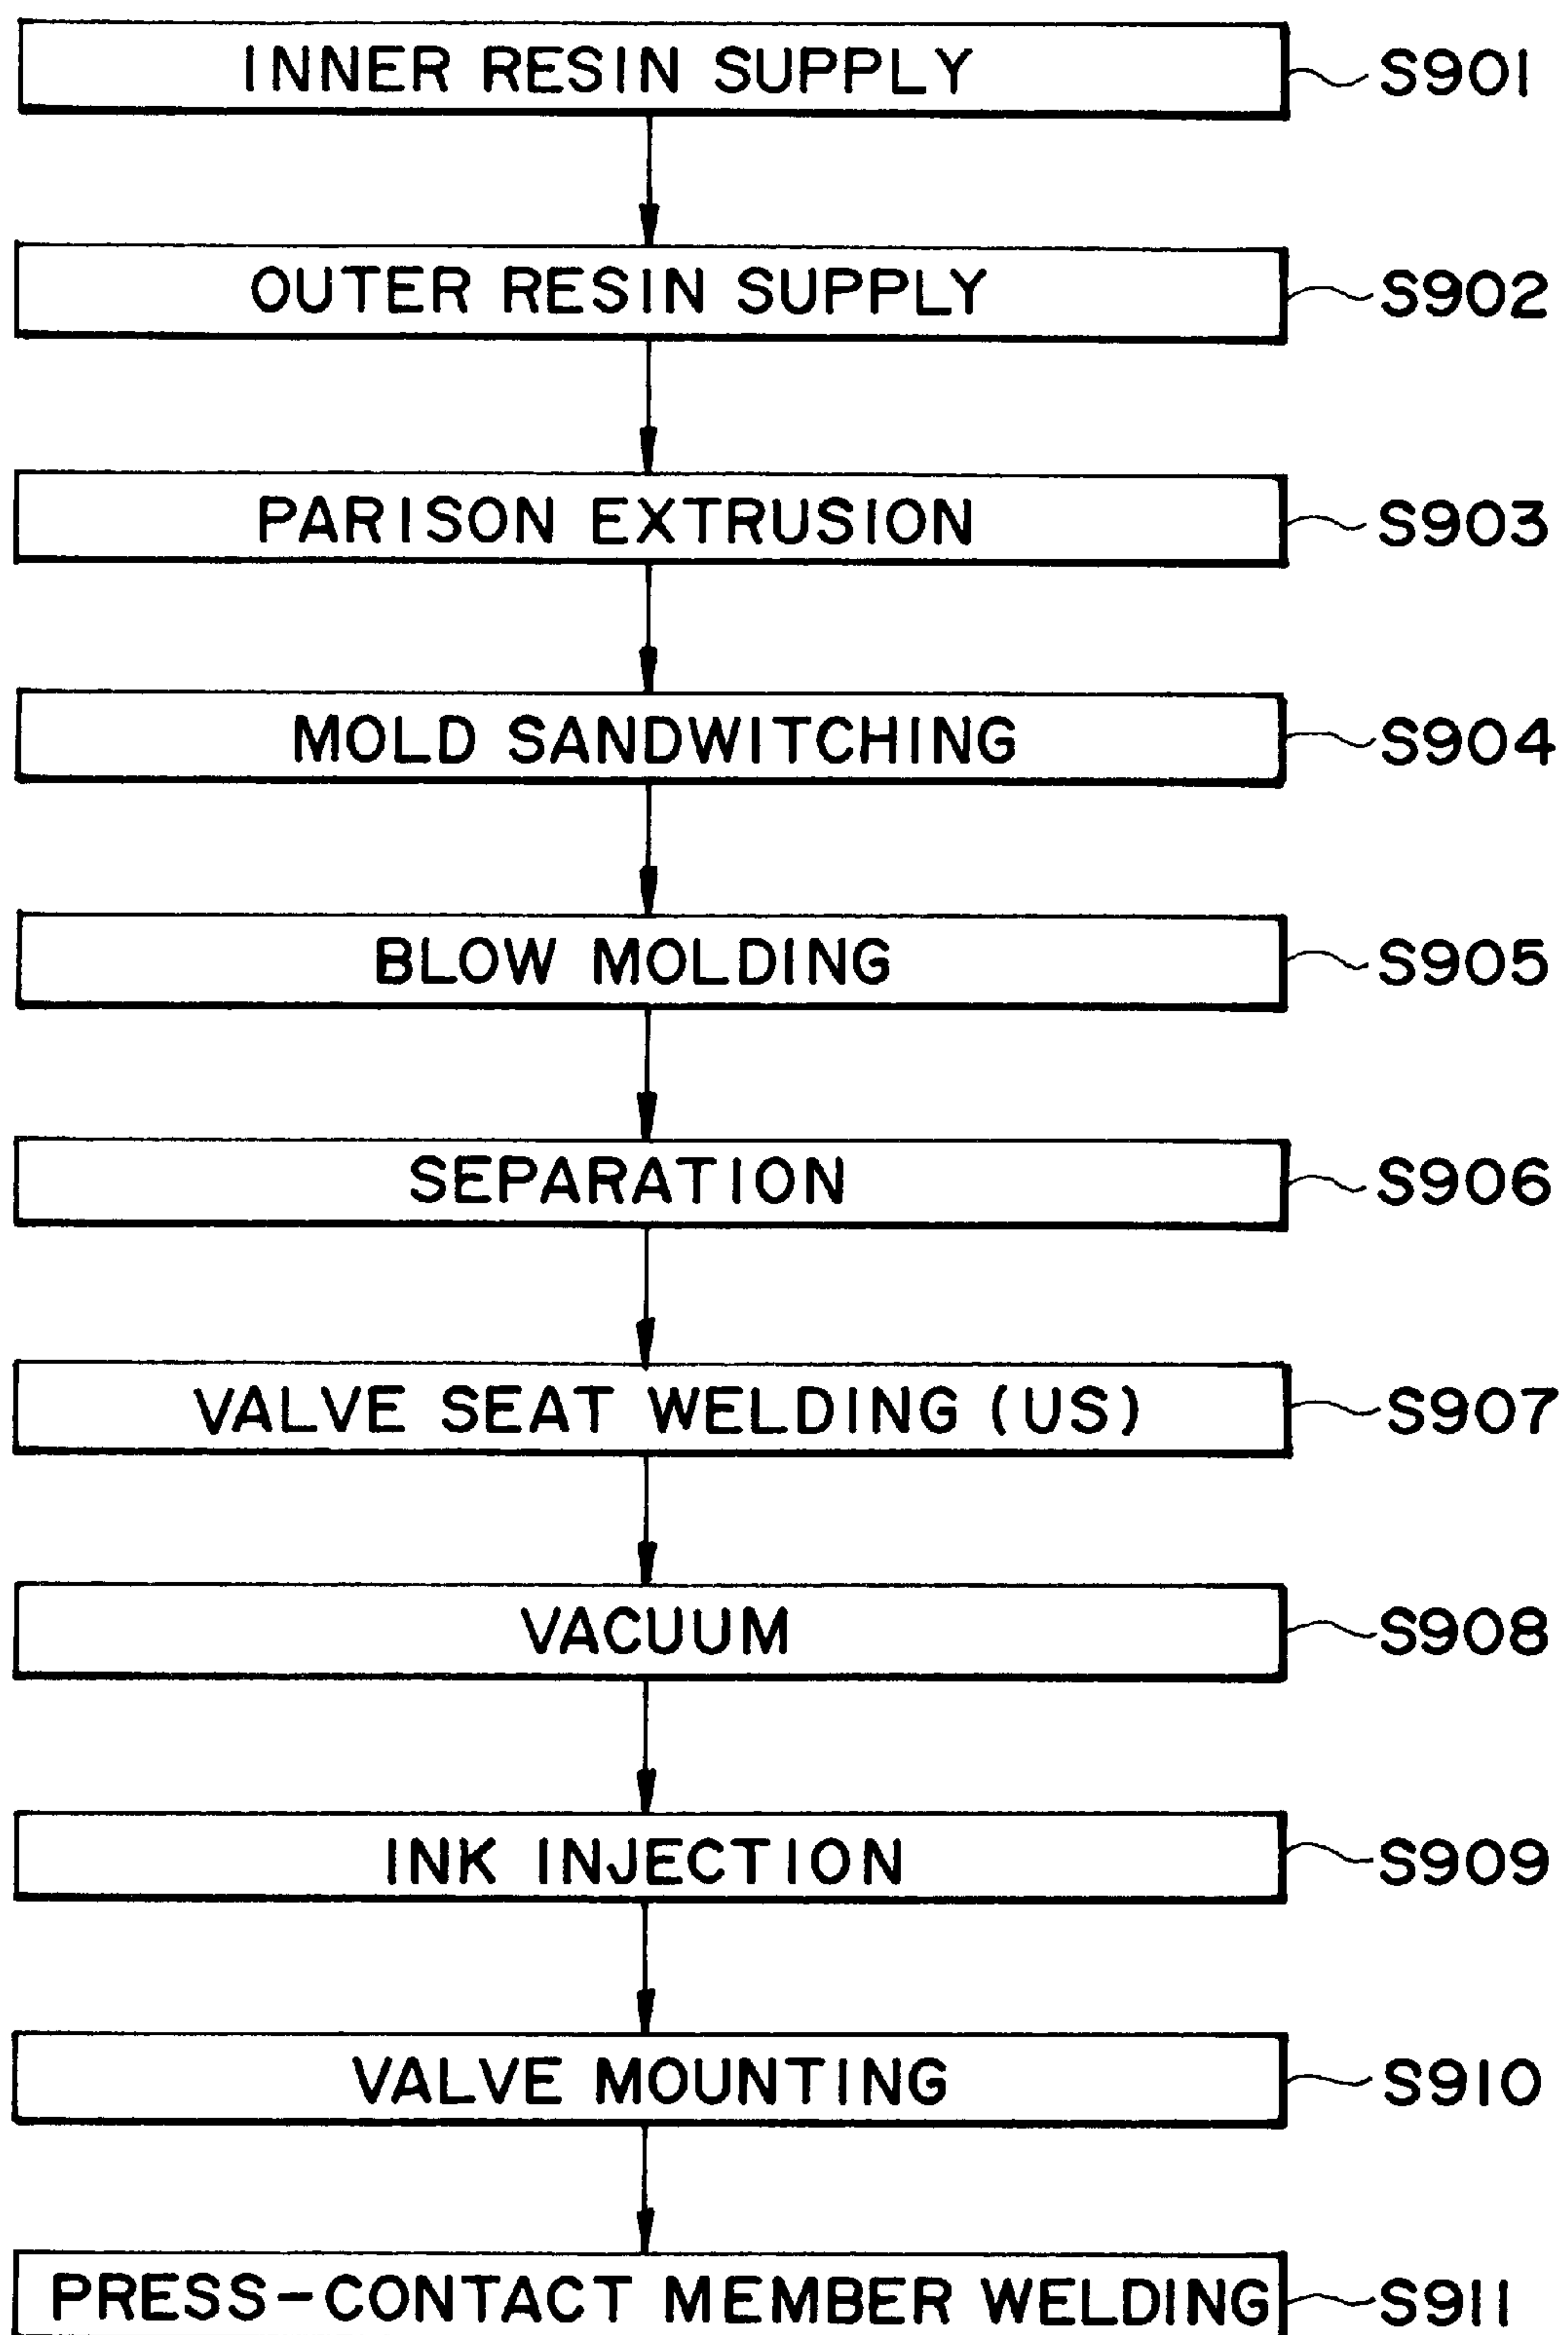 INNER RESIN SUPPLY S901
OUTER RESIN SUPPLY S902
PARISON EXTRUSION S903
MOLD SANDWITCHING S904
BLOW MOLDING S905
SEPARATION S906
VALVE SEAT WELDING (US) S907
VACUUM S908
INK INJECTION S909
VALVE MOUNTING S910
PRESS-CONTACT MEMBER WELDING S911